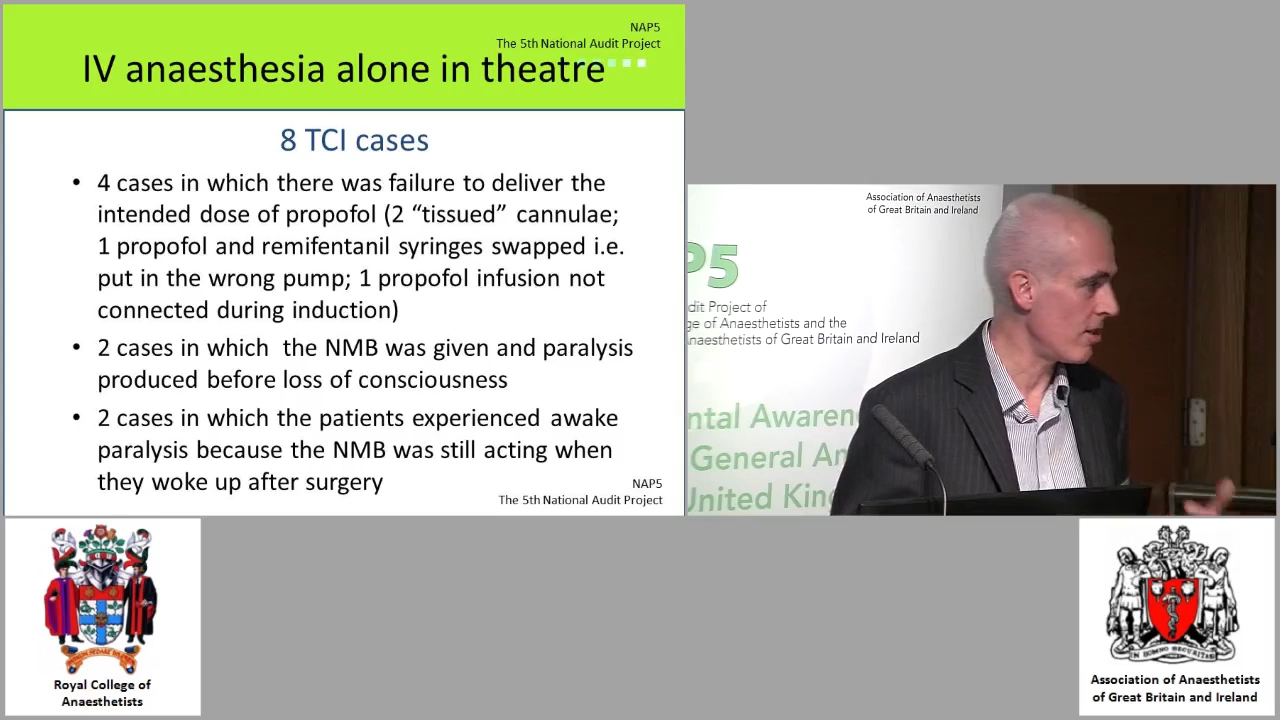 NAP5
The 5th National Audit Project
IV anaesthesia alone in theatre
8 TCI cases
• 4 cases in which there was failure to deliver the
intended dose of propofol (2 “tissued” cannulae;
1 propofol and remifentanil syringes swapped i.e.
put in the wrong pump; 1 propofol infusion not
connected during induction)
• 2 cases in which the NMB was given and paralysis
produced before loss of consciousness
• 2 cases in which the patients experienced awake
paralysis because the NMB was still acting when
they woke up after surgery
NAP5
The 5th National Audit Project
Association of Anaesthetists
of Great Britain and Ireland
P5
dit Project of
ge of Anaesthetists and the
naesthetists of Great Britain and Ireland
ntal Awaren
General An
United King
Royal College of
Anaesthetists
Association of Anaesthetists
of Great Britain and Ireland